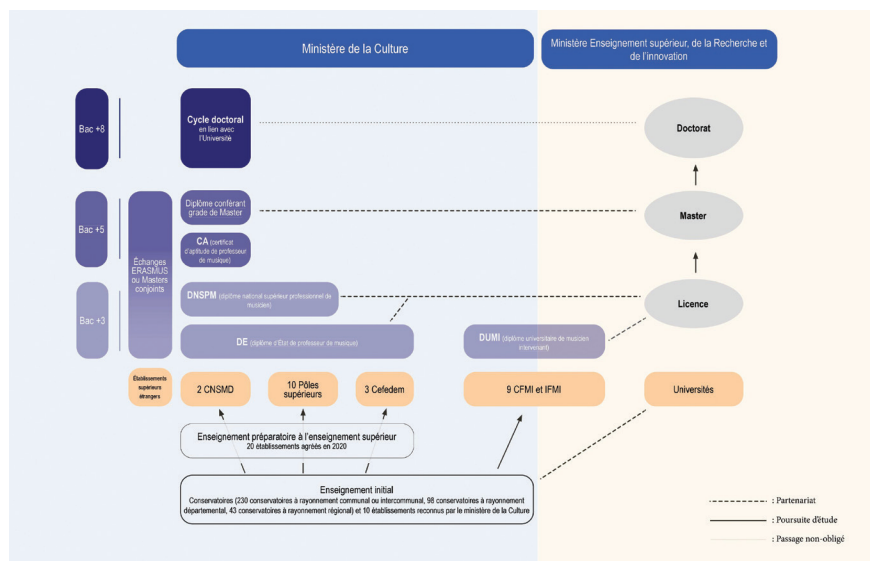 Ministère de la Culture
Ministère Enseignement supérieur, de la Recherche et
de l'innovation
Bac +8
Cycle doctoral
en lien avec
l'Université
Doctorat
Bac +5
Échanges
ERASMUS
ou Masters
conjoints
Diplôme conférant
grade de Master
Master
CA (certificat
d'aptitude de professeur
de musique)
Bac +3
DNSPM (diplôme national supérieur professionnel de
musicien)
Licence
DE (diplôme d'État de professeur de musique)
DUMI (diplôme universitaire de musicien
intervenant)
Établissements
supérieurs
étrangers
2 CNSMD
10 Pôles
supérieurs
3 Cefedem
9 CFMI et IFMI
Universités
Enseignement préparatoire à l'enseignement supérieur
20 établissements agréés en 2020
Enseignement initial
Conservatoires (230 conservatoires à rayonnement communal ou intercommunal, 98 conservatoires à rayonnement
départemental, 43 conservatoires à rayonnement régional) et 10 établissements reconnus par le ministère de la Culture
: Partenariat
: Poursuite d'étude
: Passage non-obligé